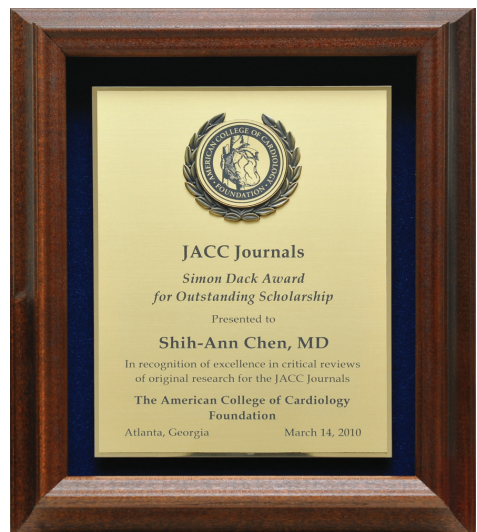 AMERICAN COLLEGE OF CARDIOLOGY
FOUNDATION
JACC Journals
Simon Dack Award
for Outstanding Scholarship
Presented to
Shih-Ann Chen, MD
In recognition of excellence in critical reviews
of original research for the JACC Journals
The American College of Cardiology
Foundation
Atlanta, Georgia March 14, 2010